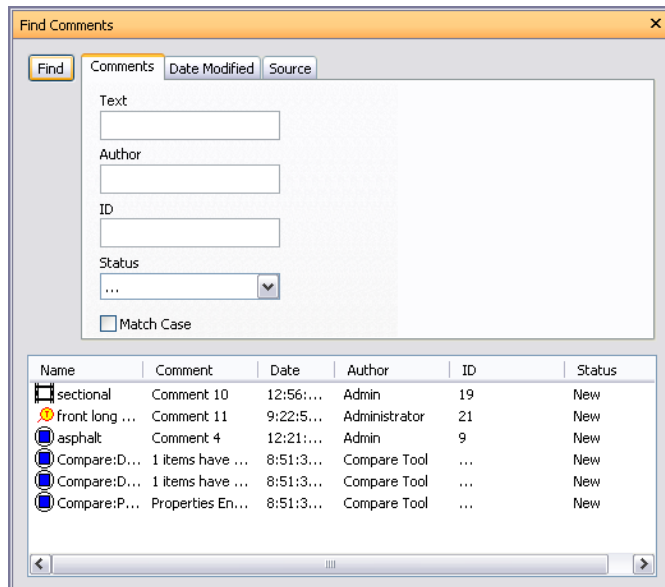 Find Comments
Find Comments Date Modified Source
Text
Author
ID
Status
...
Match Case
Name Comment Date Author ID Status
sectional Comment 10 12:56:... Admin 19 New
front long ... Comment 11 9:22:5... Administrator 21 New
asphalt Comment 4 12:21:... Admin 9 New
Compare:D... 1 items have ... 8:51:3... Compare Tool ... New
Compare:D... 1 items have ... 8:51:3... Compare Tool ... New
Compare:P... Properties En... 8:51:3... Compare Tool ... New